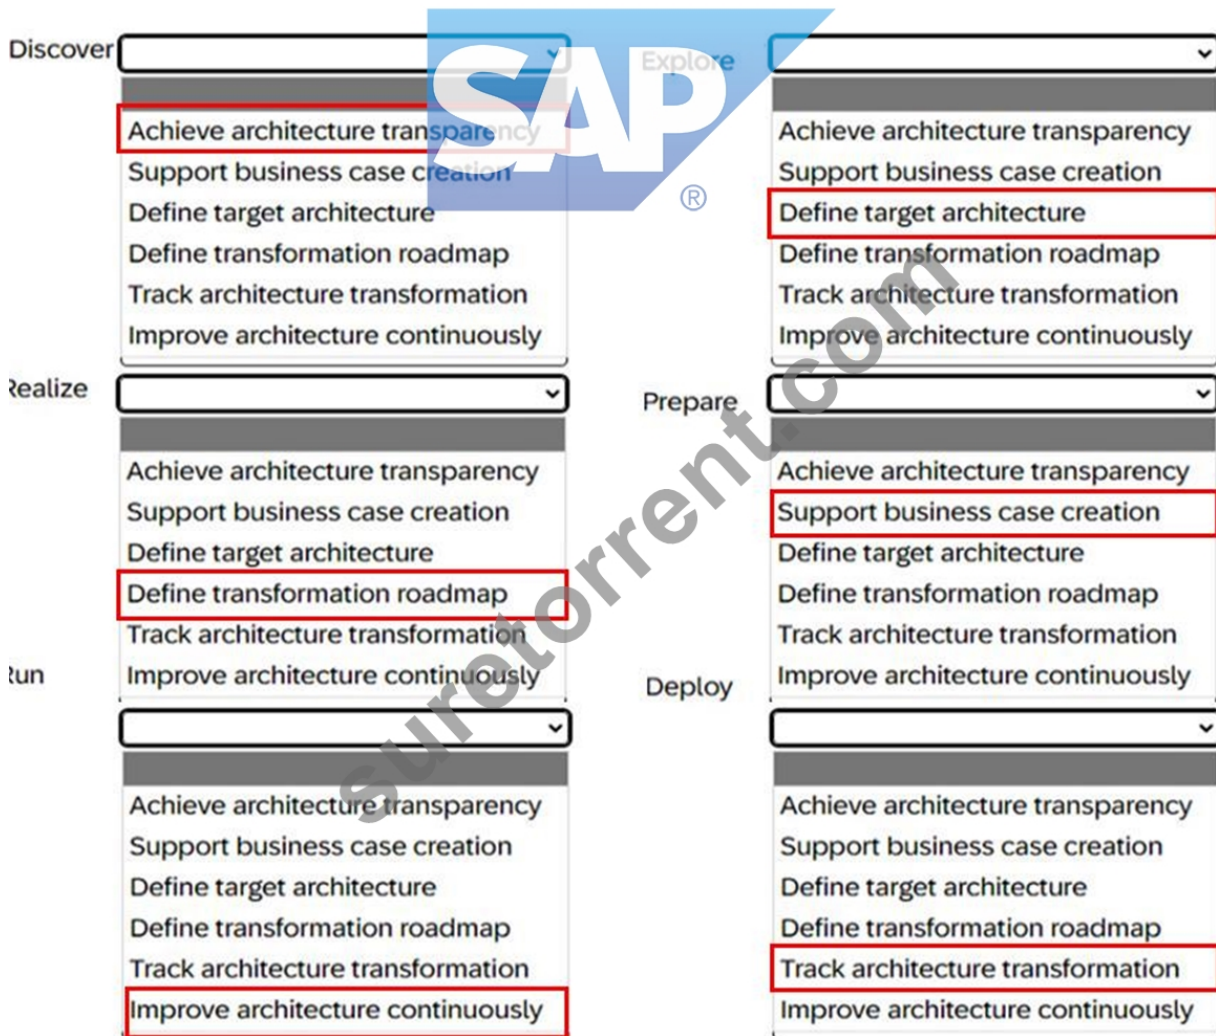 Discover
SAP
®
Achieve architecture transparency
Support business case creation
Define target architecture
Define transformation roadmap
Track architecture transformation
Improve architecture continuously
Explore
Achieve architecture transparency
Support business case creation
Define target architecture
Define transformation roadmap
Track architecture transformation
Improve architecture continuously
Realize
Achieve architecture transparency
Support business case creation
Define target architecture
Define transformation roadmap
Track architecture transformation
Improve architecture continuously
Prepare
Achieve architecture transparency
Support business case creation
Define target architecture
Define transformation roadmap
Track architecture transformation
Improve architecture continuously
Run
Achieve architecture transparency
Support business case creation
Define target architecture
Define transformation roadmap
Track architecture transformation
Improve architecture continuously
Deploy
Achieve architecture transparency
Support business case creation
Define target architecture
Define transformation roadmap
Track architecture transformation
Improve architecture continuously
suretorrent.com